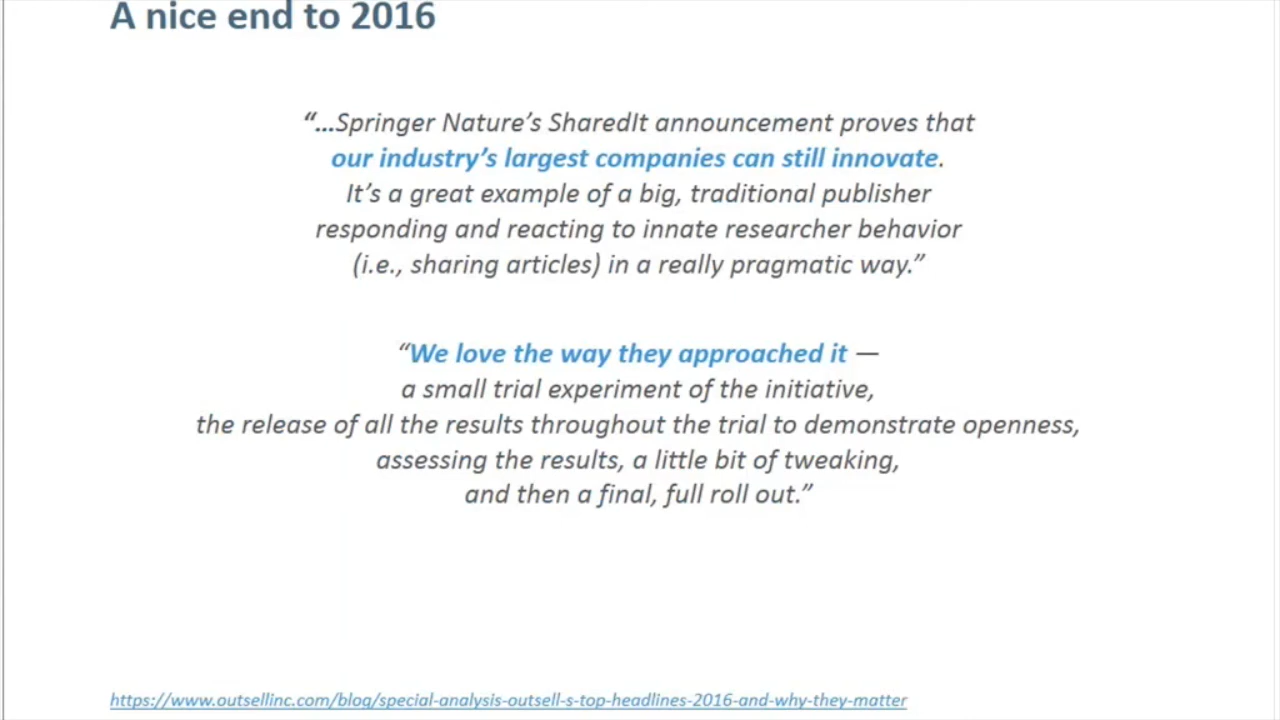 A nice end to 2016
“...Springer Nature’s SharedIt announcement proves that
our industry’s largest companies can still innovate.
It’s a great example of a big, traditional publisher
responding and reacting to innate researcher behavior
(i.e., sharing articles) in a really pragmatic way.”
“We love the way they approached it —
a small trial experiment of the initiative,
the release of all the results throughout the trial to demonstrate openness,
assessing the results, a little bit of tweaking,
and then a final, full roll out.”
https://www.outsellinc.com/blog/special-analysis-outsell-s-top-headlines-2016-and-why-they-matter